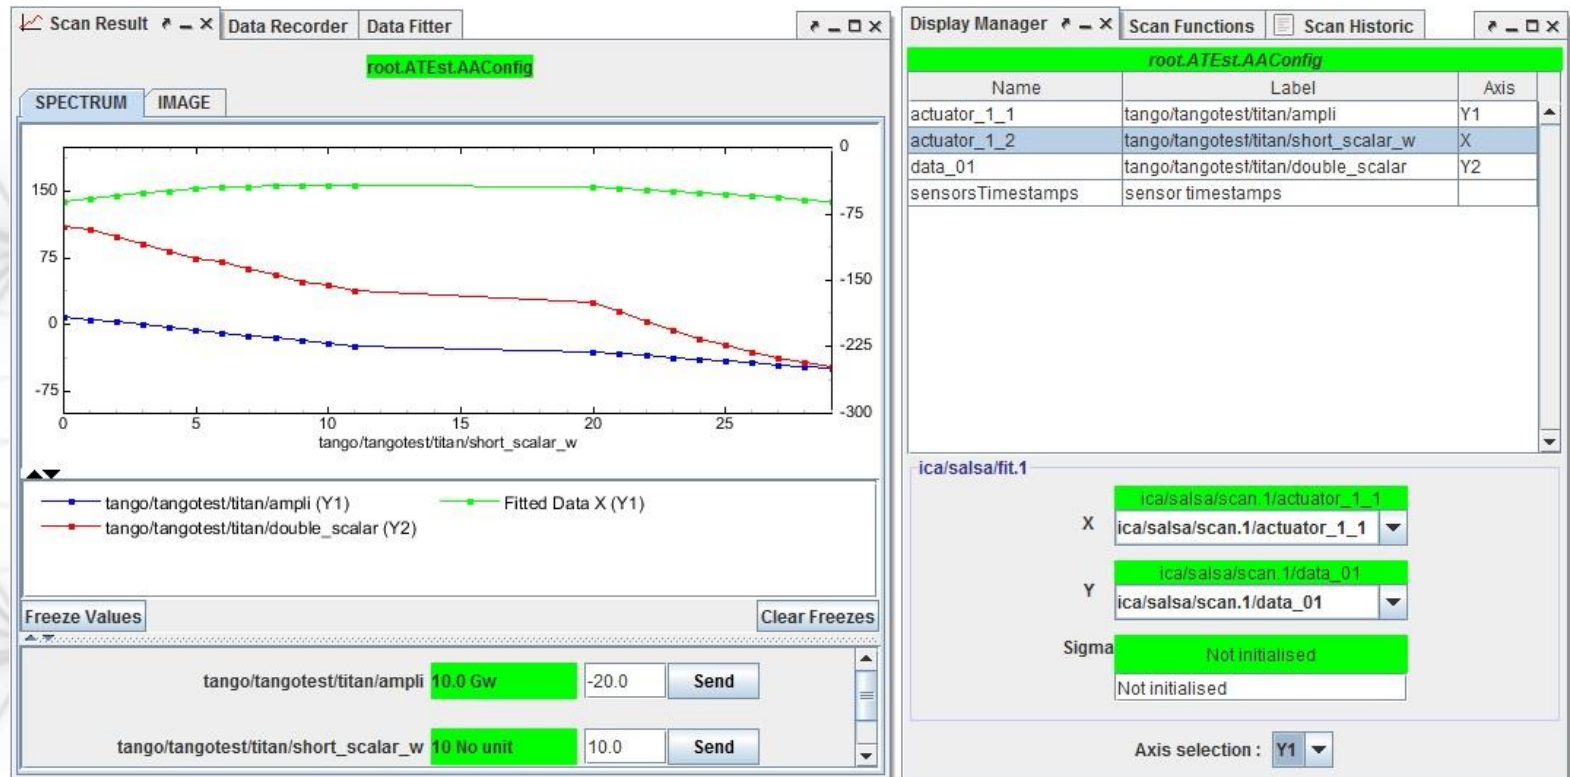 Scan Result
Data Recorder
Data Fitter
root.ATEst.AAConfig
SPECTRUM
IMAGE
150
75
0
-75
0
-75
-150
-225
-300
0 5 10 15 20 25
tango/tangotest/titan/short_scalar_w
tango/tangotest/titan/ampli (Y1)
Fitted Data X (Y1)
tango/tangotest/titan/double_scalar (Y2)
Freeze Values
Clear Freezes
tango/tangotest/titan/ampli 10.0 Gw -20.0 Send
tango/tangotest/titan/short_scalar_w 10 No unit 10.0 Send
Display Manager
Scan Functions
Scan Historic
root.ATEst.AAConfig
Name Label Axis
actuator_1_1 tango/tangotest/titan/ampli Y1
actuator_1_2 tango/tangotest/titan/short_scalar_w X
data_01 tango/tangotest/titan/double_scalar Y2
sensorsTimestamps sensor timestamps
ica/salsa/fit.1
ica/salsa/scan.1/actuator_1_1
X ica/salsa/scan.1/actuator_1_1
ica/salsa/scan.1/data_01
Y ica/salsa/scan.1/data_01
Sigma Not initialised
Not initialised
Axis selection : Y1